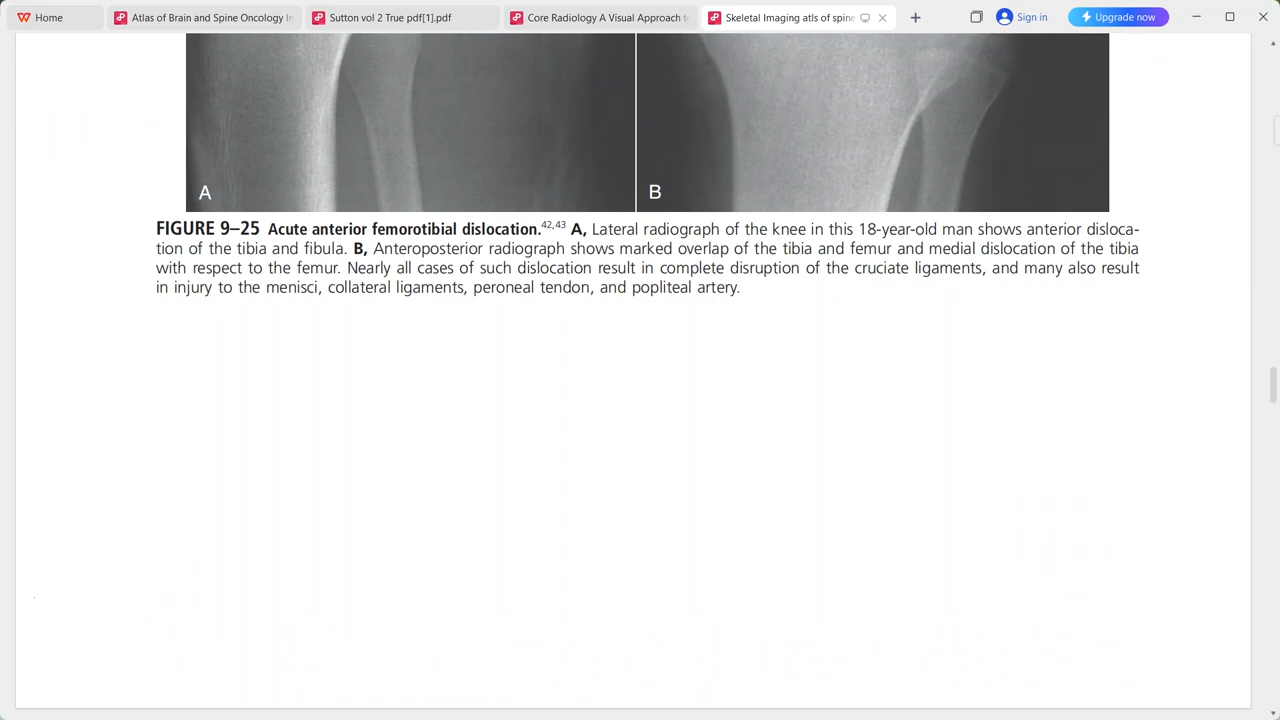 Home
Atlas of Brain and Spine Oncology In
Sutton vol 2 True pdf[1].pdf
Core Radiology A Visual Approach to
Skeletal Imaging atls of spine
Sign in
Upgrade now
A
B
FIGURE 9–25 Acute anterior femorotibial dislocation.42,43 A, Lateral radiograph of the knee in this 18-year-old man shows anterior disloca-
tion of the tibia and fibula. B, Anteroposterior radiograph shows marked overlap of the tibia and femur and medial dislocation of the tibia
with respect to the femur. Nearly all cases of such dislocation result in complete disruption of the cruciate ligaments, and many also result
in injury to the menisci, collateral ligaments, peroneal tendon, and popliteal artery.